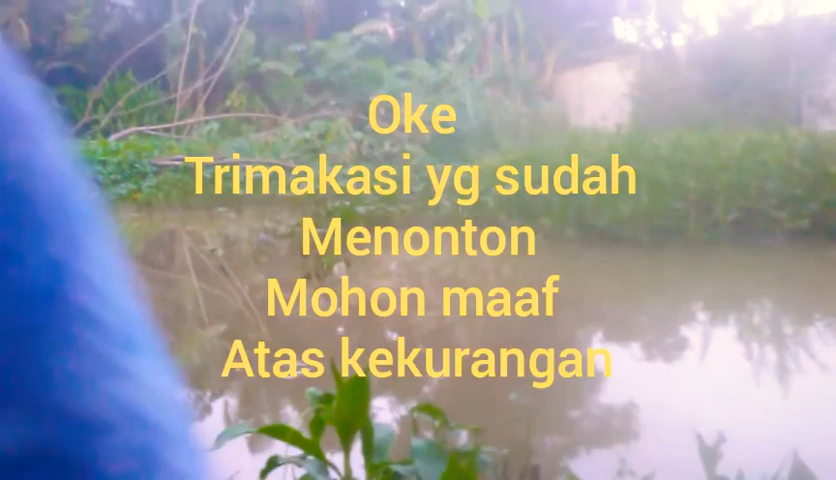 Oke
Trimakasi yg sudah
Menonton
Mohon maaf
Atas kekurangan